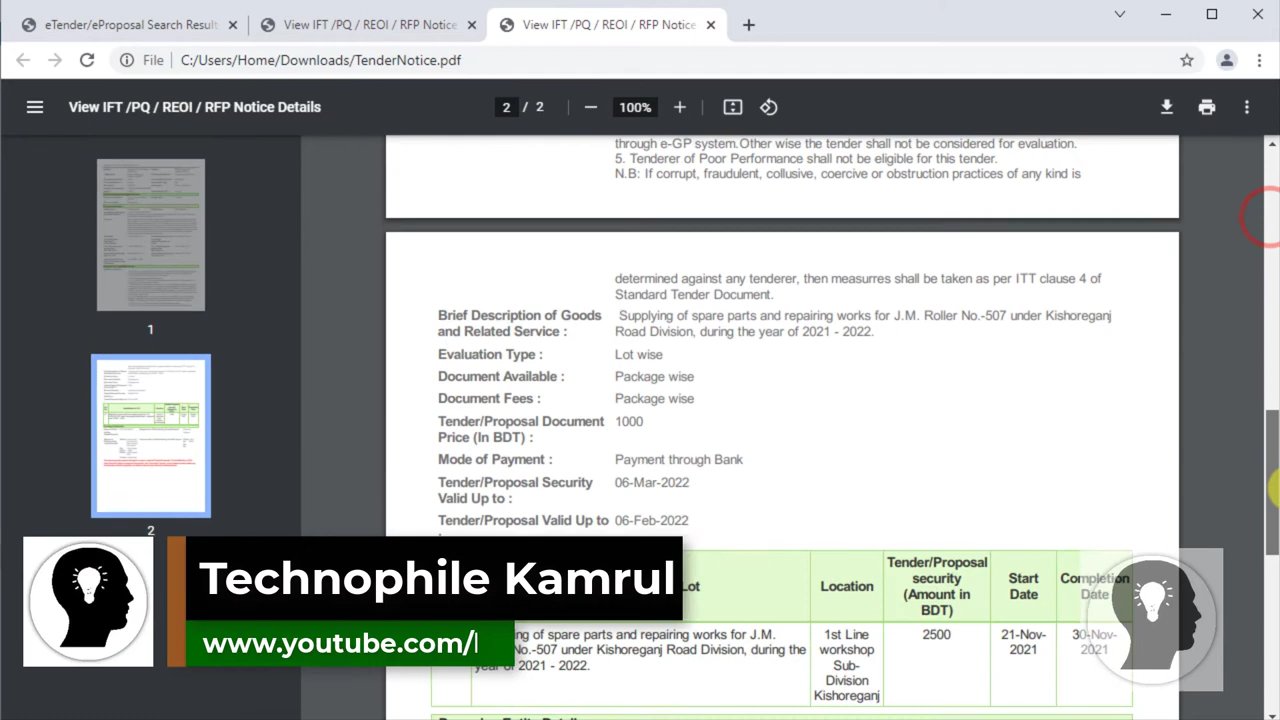 eTender/eProposal Search Result
View IFT /PQ / REOI / RFP Notice
View IFT /PQ / REOI / RFP Notice
File
C:/Users/Home/Downloads/TenderNotice.pdf
View IFT /PQ / REOI / RFP Notice Details
2 / 2
100%
1
2
through e-GP system.Other wise the tender shall not be considered for evaluation.
5. Tenderer of Poor Performance shall not be eligible for this tender.
N.B: If corrupt, fraudulent, collusive, coercive or obstruction practices of any kind is
determined against any tenderer, then measurres shall be taken as per ITT clause 4 of
Standard Tender Document.
Brief Description of Goods
and Related Service :
Supplying of spare parts and repairing works for J.M. Roller No.-507 under Kishoreganj
Road Division, during the year of 2021 - 2022.
Evaluation Type :
Lot wise
Document Available :
Package wise
Document Fees :
Package wise
Tender/Proposal Document
Price (In BDT) :
1000
Mode of Payment :
Payment through Bank
Tender/Proposal Security
Valid Up to :
06-Mar-2022
Tender/Proposal Valid Up to
06-Feb-2022
Lot
Location
Tender/Proposal
security
(Amount in
BDT)
Start
Date
Completion
Date
of spare parts and repairing works for J.M.
No.-507 under Kishoreganj Road Division, during the
of 2021 - 2022.
1st Line
workshop
Sub-
Division
Kishoreganj
2500
21-Nov-
2021
30-Nov-
2021
Technophile Kamrul
www.youtube.com/